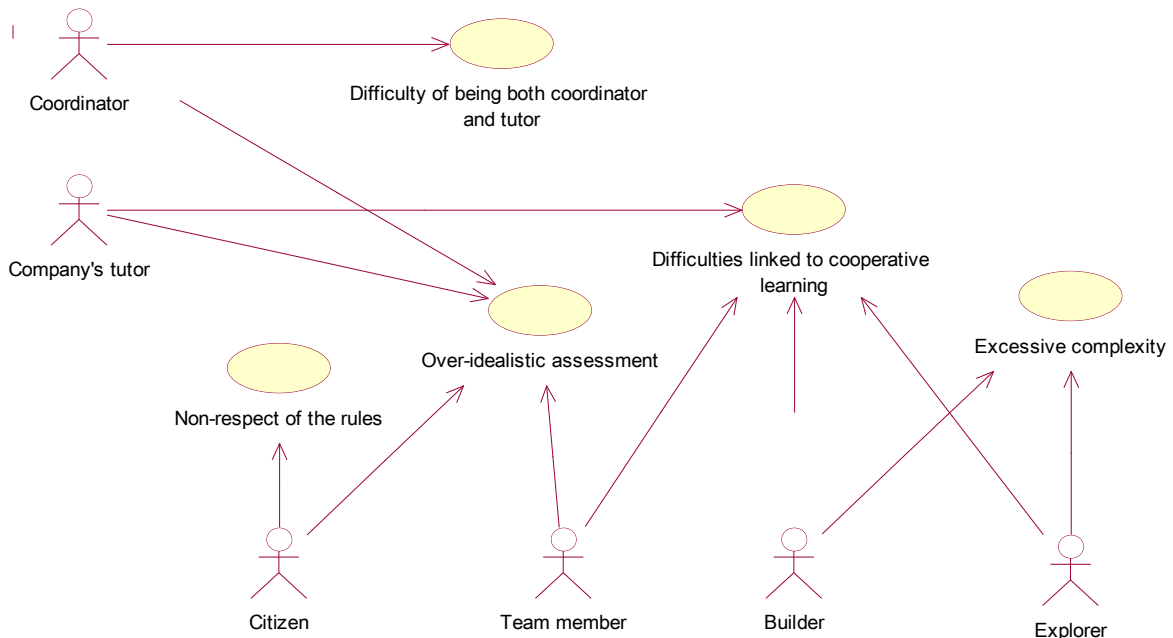 Coordinator
Difficulty of being both coordinator
and tutor
Company's tutor
Difficulties linked to cooperative
learning
Over-idealistic assessment
Excessive complexity
Non-respect of the rules
Citizen
Team member
Builder
Explorer